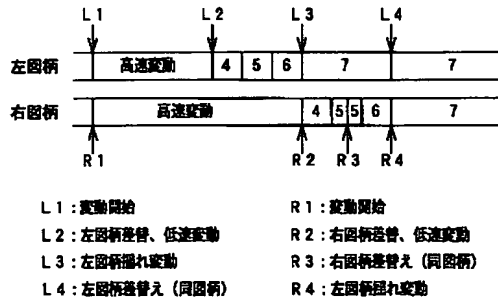 L1 L2 L3 L4
左図柄 高速変動 4 5 6 7 7
右図柄 高速変動 4 5 5 6 7
R1 R2 R3 R4
L1:変動開始 R1:変動開始
L2:左図柄差替、低速変動 R2:右図柄差替、低速変動
L3:左図柄揺れ変動 R3:右図柄差替え(同図柄)
L4:左図柄差替え(同図柄) R4:左図柄揺れ変動